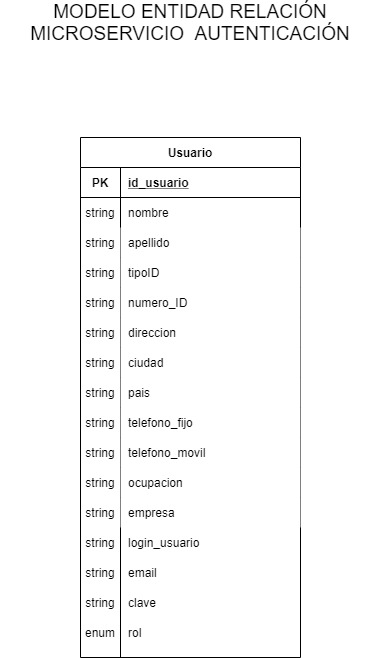 MODELO ENTIDAD RELACIÓN
MICROSERVICIO AUTENTICACIÓN
Usuario
PK id_usuario
string nombre
string apellido
string tipoID
string numero_ID
string direccion
string ciudad
string pais
string telefono_fijo
string telefono_movil
string ocupacion
string empresa
string login_usuario
string email
string clave
enum rol